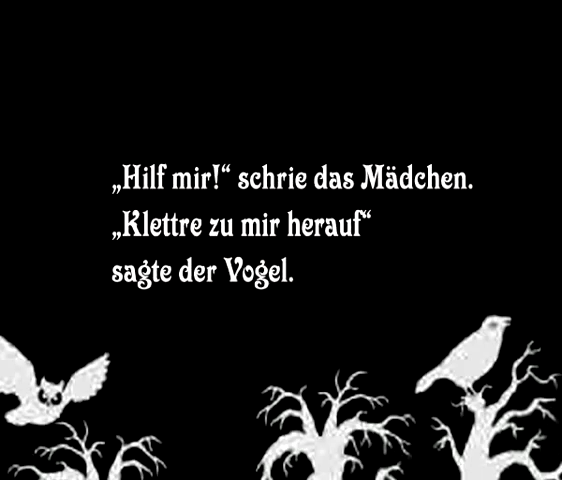 „Hilf mir!“ schrie das Mädchen.
„Klettre zu mir herauf“
sagte der Vogel.